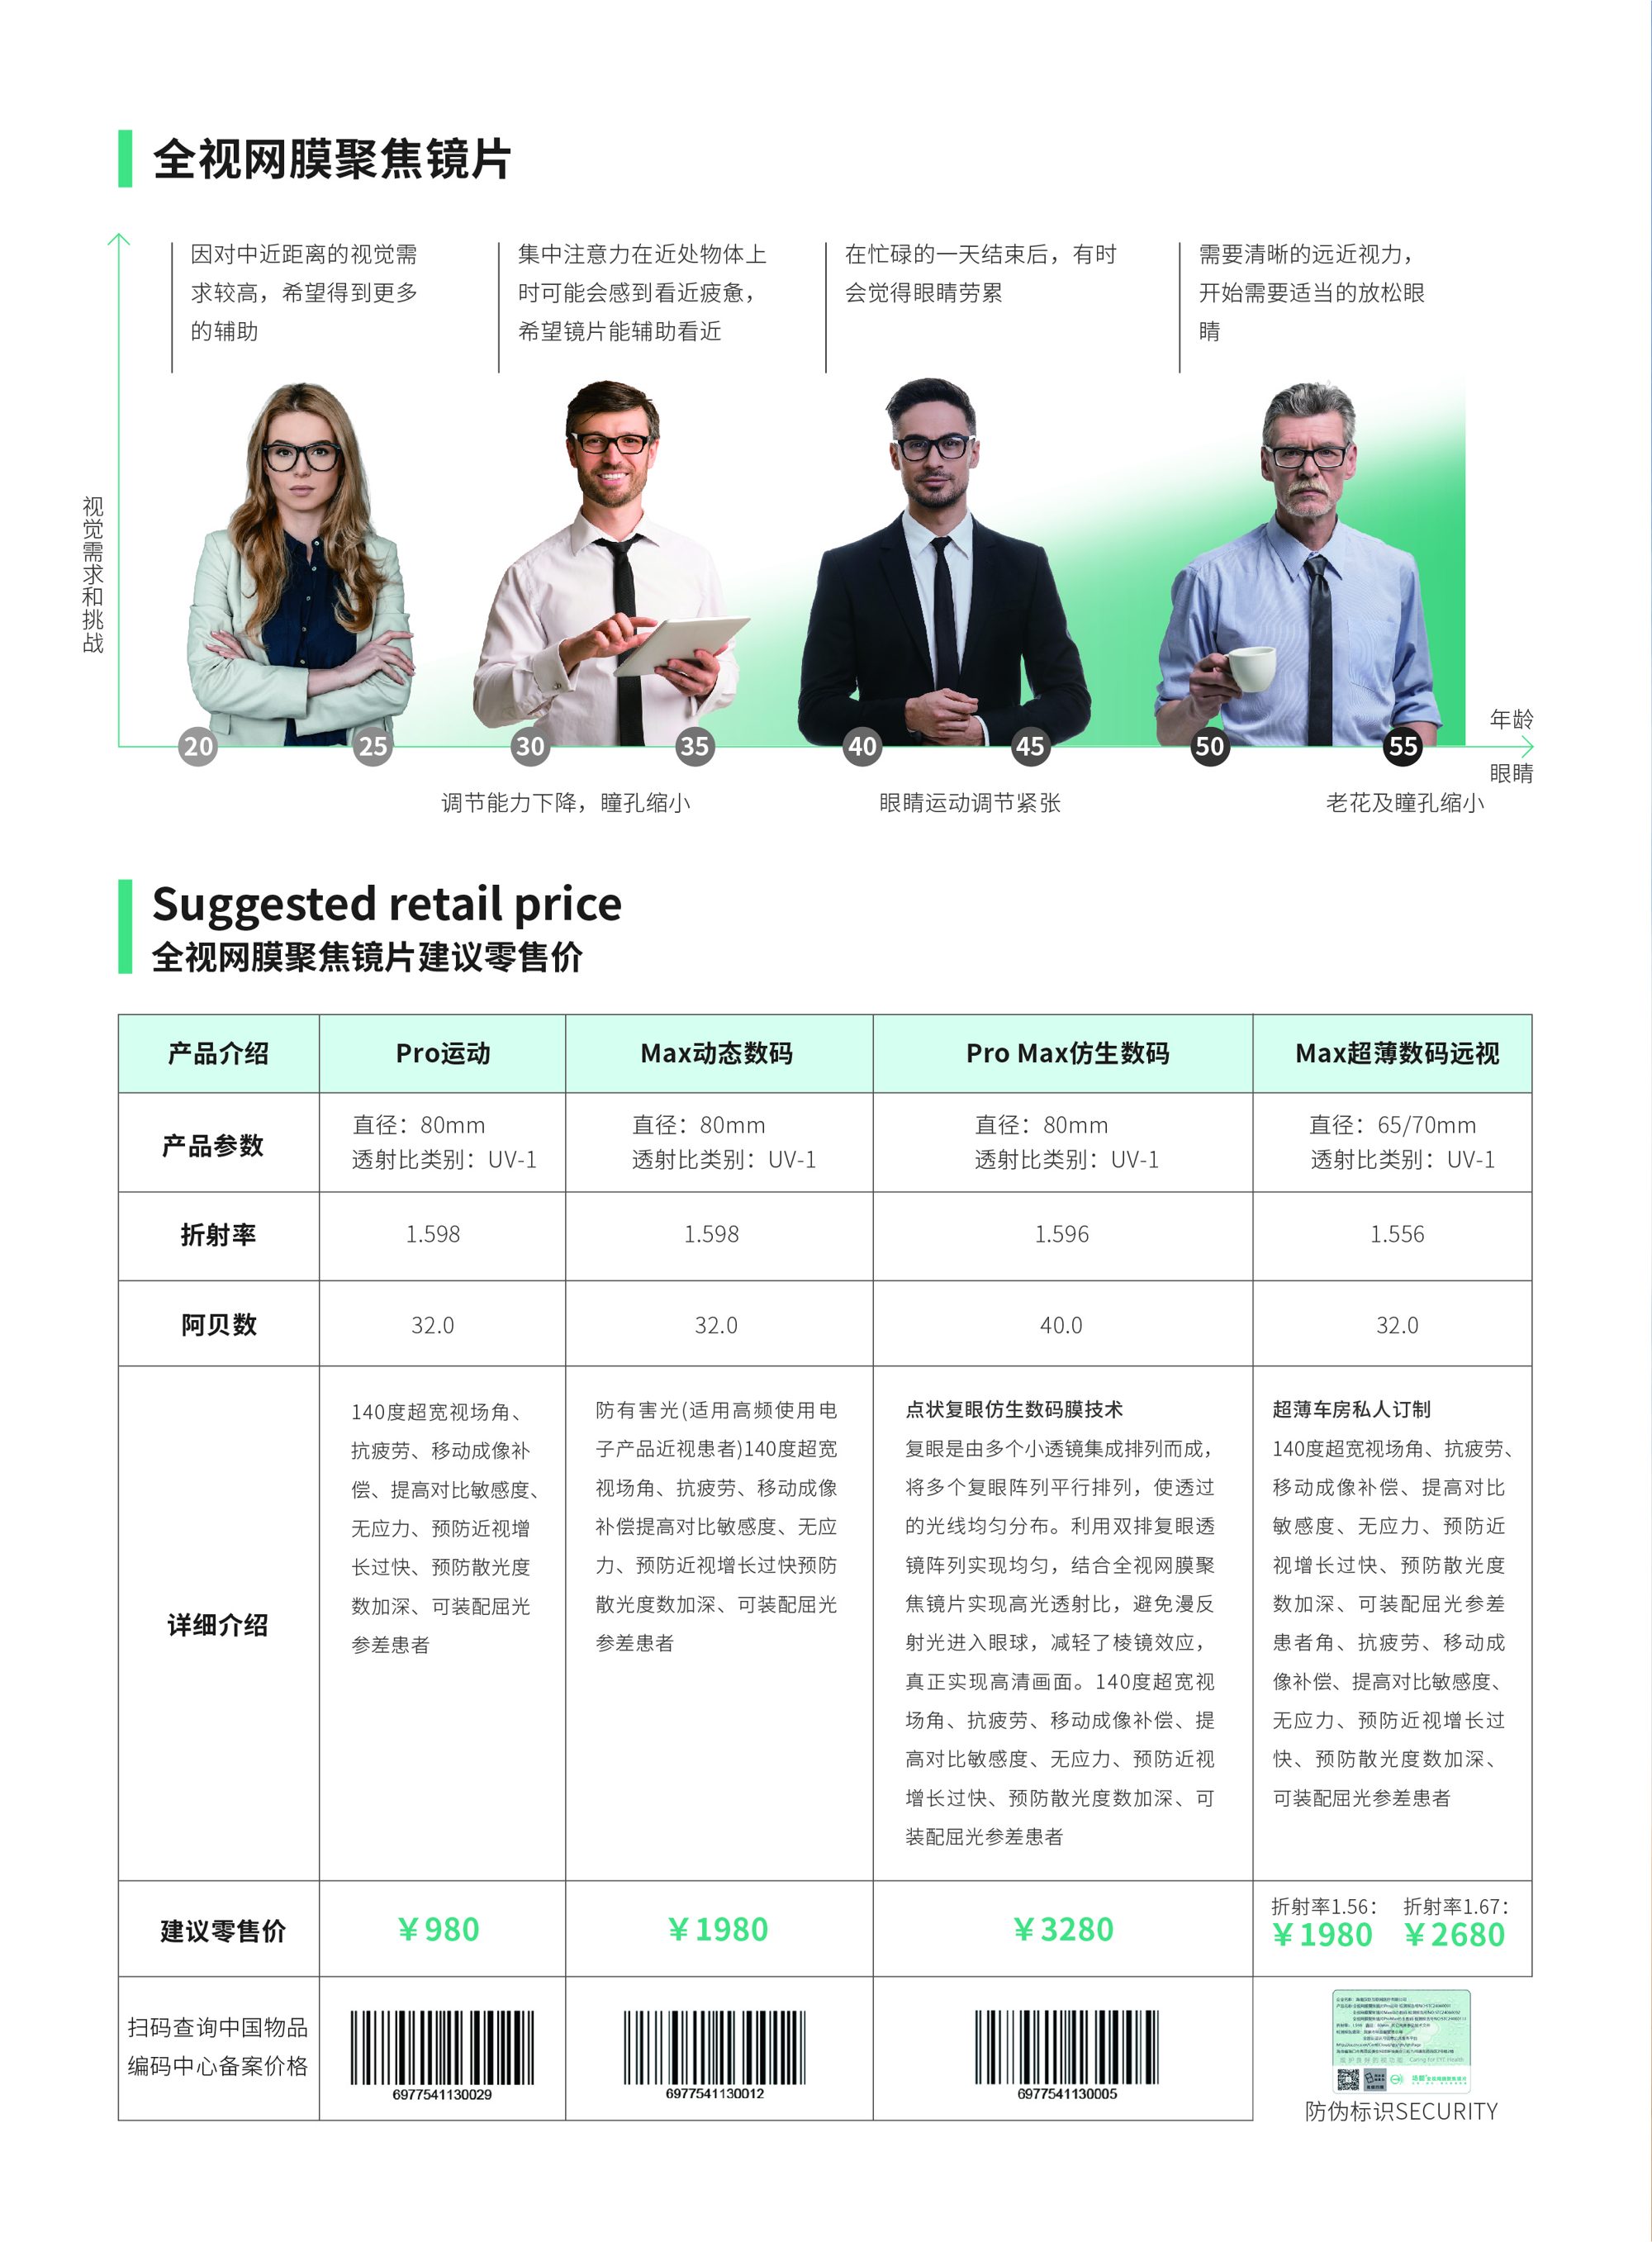 全视网膜聚焦镜片
因对中近距离的视觉需
求较高，希望得到更多
的辅助
集中注意力在近处物体上
时可能会感到看近疲惫，
希望镜片能辅助看近
在忙碌的一天结束后，有时
会觉得眼睛劳累
需要清晰的远近视力，
开始需要适当的放松眼
睛
视觉需求和挑战
20
25
30
35
40
45
50
55
年龄
眼睛
调节能力下降，瞳孔缩小
眼睛运动调节紧张
老花及瞳孔缩小
Suggested retail price
全视网膜聚焦镜片建议零售价
产品介绍
Pro运动
Max动态数码
Pro Max仿生数码
Max超薄数码远视
产品参数
直径：80mm
透射比类别：UV-1
直径：80mm
透射比类别：UV-1
直径：80mm
透射比类别：UV-1
直径：65/70mm
透射比类别：UV-1
折射率
1.598
1.598
1.596
1.556
阿贝数
32.0
32.0
40.0
32.0
详细介绍
140度超宽视场角、
抗疲劳、移动成像补
偿、提高对比敏感度、
无应力、预防近视增
长过快、预防散光度
数加深、可装配屈光
参差患者
防有害光(适用高频使用电
子产品近视患者)140度超宽
视场角、抗疲劳、移动成像
补偿提高对比敏感度、无应
力、预防近视增长过快预防
散光度数加深、可装配屈光
参差患者
点状复眼仿生数码膜技术
复眼是由多个小透镜集成排列而成，
将多个复眼阵列平行排列，使透过
的光线均匀分布。利用双排复眼透
镜阵列实现均匀，结合全视网膜聚
焦镜片实现高光透射比，避免漫反
射光进入眼球，减轻了棱镜效应，
真正实现高清画面。140度超宽视
场角、抗疲劳、移动成像补偿、提
高对比敏感度、无应力、预防近视
增长过快、预防散光度数加深、可
装配屈光参差患者
超薄车房私人订制
140度超宽视场角、抗疲劳、
移动成像补偿、提高对比
敏感度、无应力、预防近
视增长过快、预防散光度
数加深、可装配屈光参差
患者角、抗疲劳、移动成
像补偿、提高对比敏感度、
无应力、预防近视增长过
快、预防散光度数加深、
可装配屈光参差患者
建议零售价
￥980
￥1980
￥3280
折射率1.56：
￥1980
折射率1.67：
￥2680
扫码查询中国物品
编码中心备案价格
6977541130029
6977541130012
6977541130005
Caring for EYE Health
防伪标识SECURITY